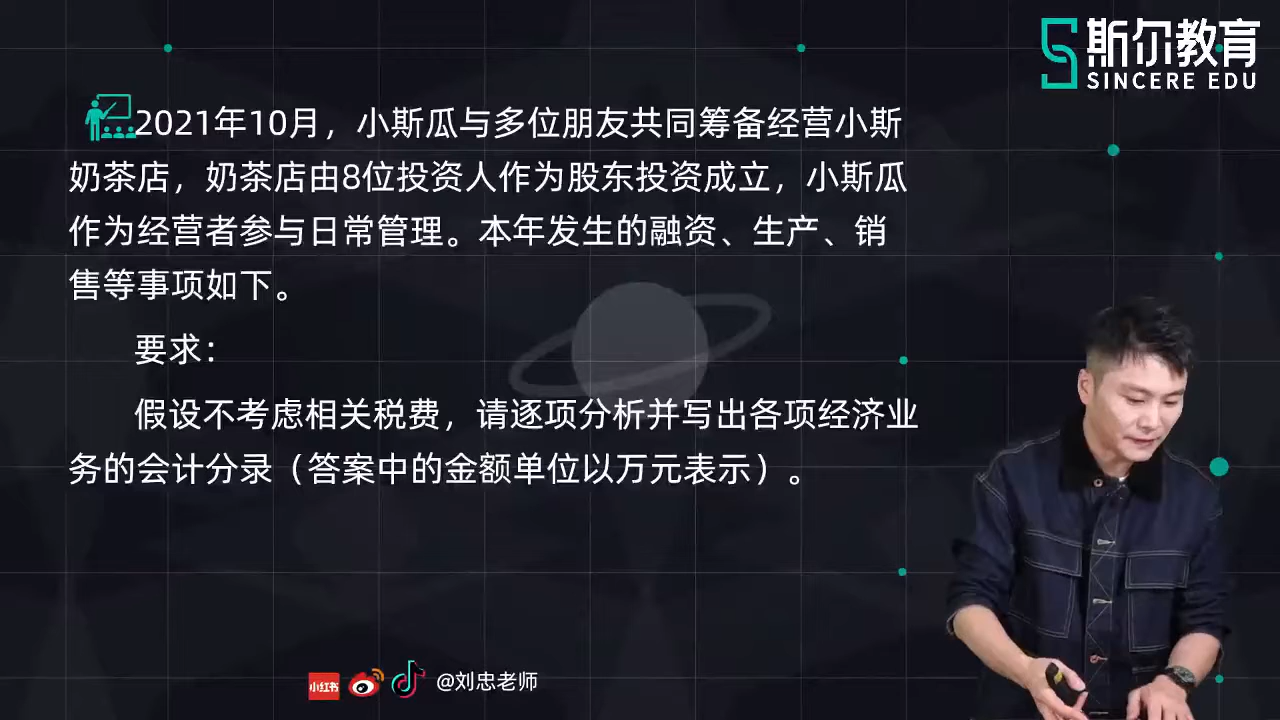 斯尔教育
SINCERE EDU
2021年10月，小斯瓜与多位朋友共同筹备经营小斯
奶茶店，奶茶店由8位投资人作为股东投资成立，小斯瓜
作为经营者参与日常管理。本年发生的融资、生产、销
售等事项如下。
要求：
假设不考虑相关税费，请逐项分析并写出各项经济业
务的会计分录（答案中的金额单位以万元表示）。
小红书
@刘忠老师